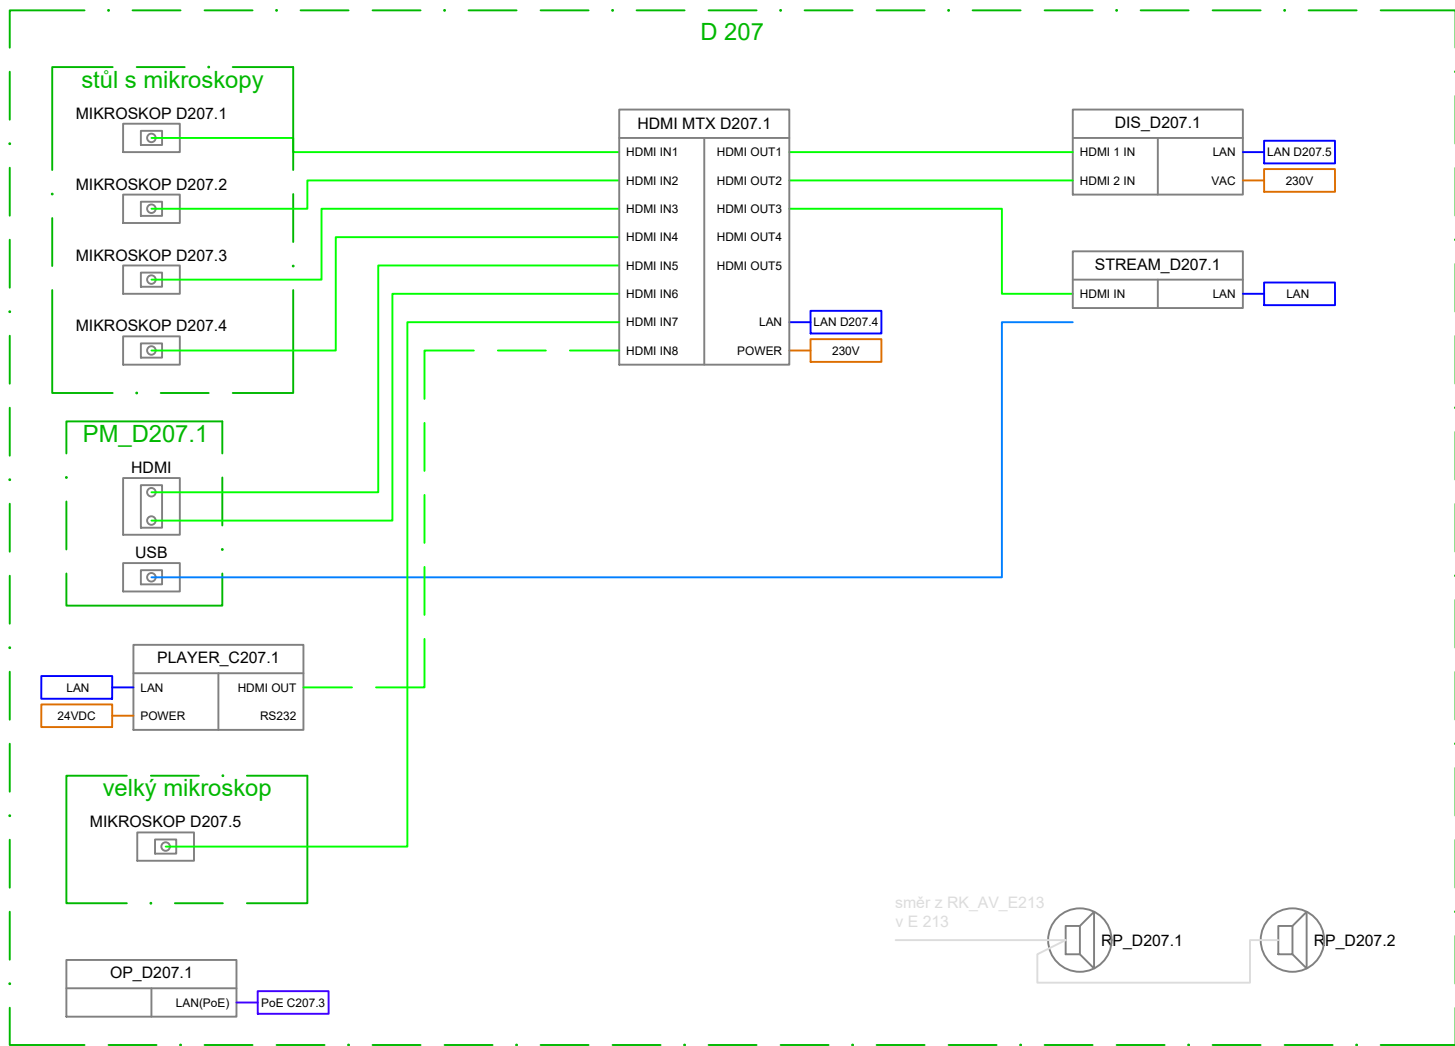 D 207
stůl s mikroskopy
MIKROSKOP D207.1
MIKROSKOP D207.2
MIKROSKOP D207.3
MIKROSKOP D207.4
HDMI MTX D207.1
HDMI IN1 HDMI OUT1
HDMI IN2 HDMI OUT2
HDMI IN3 HDMI OUT3
HDMI IN4 HDMI OUT4
HDMI IN5 HDMI OUT5
HDMI IN6
HDMI IN7 LAN LAN D207.4
HDMI IN8 POWER 230V
DIS_D207.1
HDMI 1 IN LAN LAN D207.5
HDMI 2 IN VAC 230V
STREAM_D207.1
HDMI IN LAN LAN
PM_D207.1
HDMI
USB
PLAYER_C207.1
LAN LAN HDMI OUT
24VDC POWER RS232
velký mikroskop
MIKROSKOP D207.5
směr z RK_AV_E213
v E 213
RP_D207.1
RP_D207.2
OP_D207.1
LAN(PoE) PoE C207.3